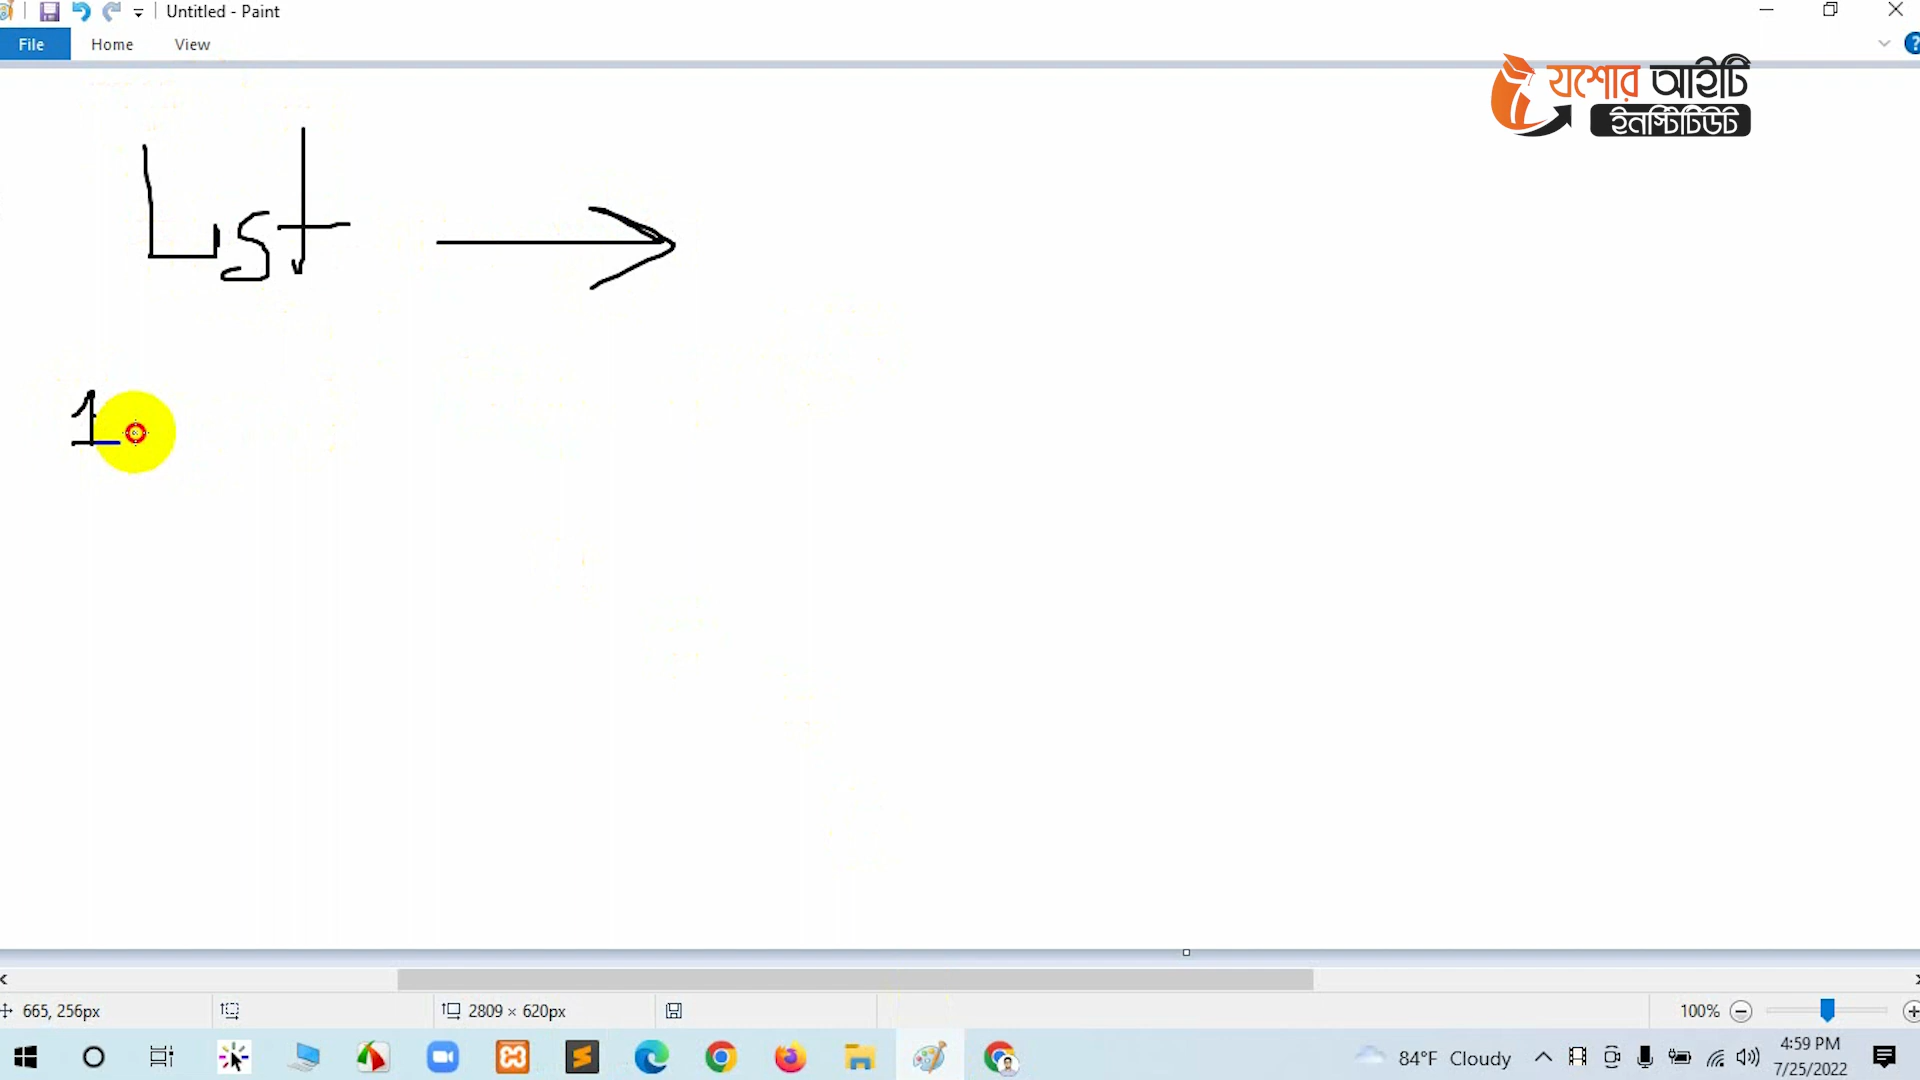 Untitled - Paint
File Home View
যশোর আইটি
ইনস্টিটিউট
List
1
665, 256px
2809 × 620px
100%
84°F Cloudy
4:59 PM
7/25/2022